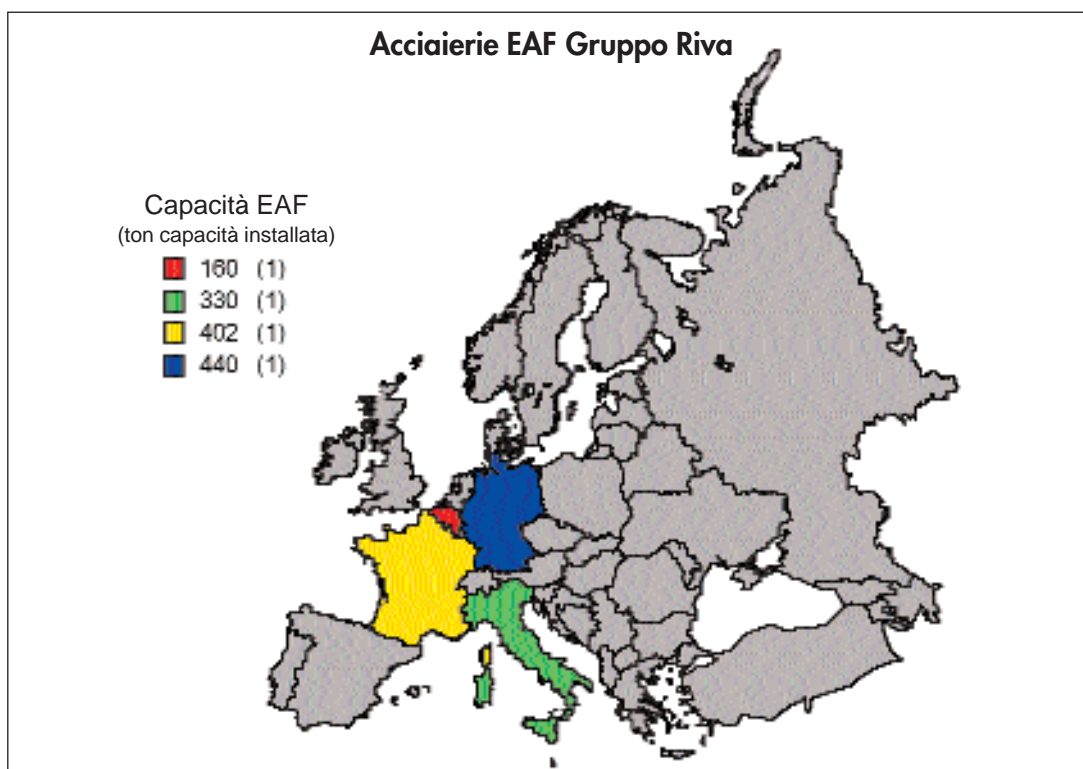 Acciaierie EAF Gruppo Riva
Capacità EAF
(ton capacità installata)
160 (1)
330 (1)
402 (1)
440 (1)